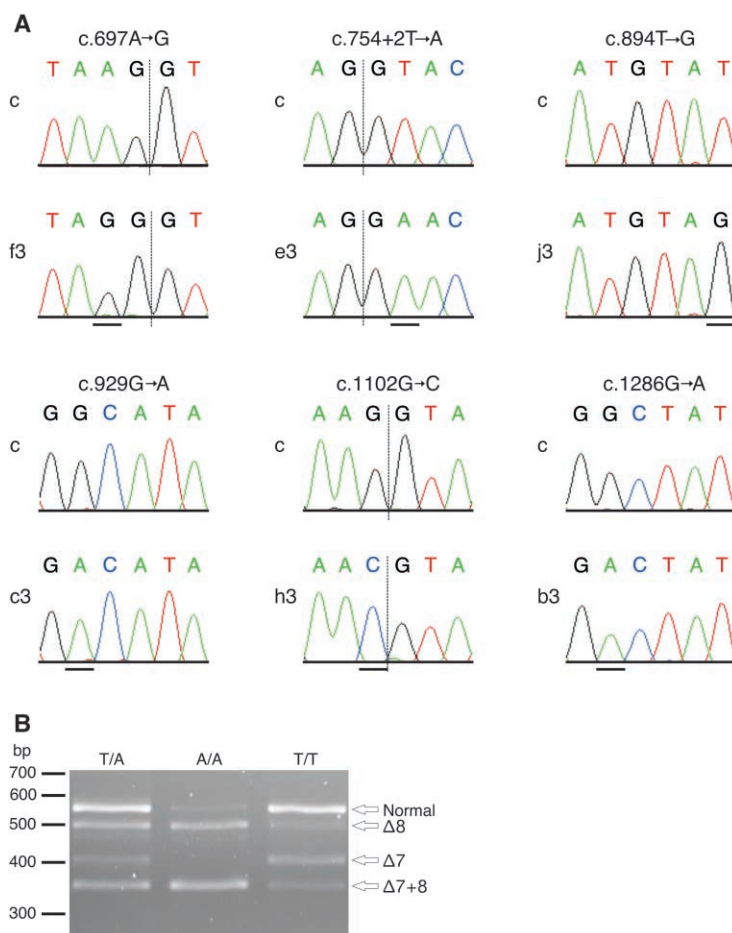 A
c.697A→G c.754+2T→A c.894T→G
T A A G G T A G G T A C A T G T A T
c c c
T A G G G T A G G A A C A T G T A G
f3 e3 j3
c.929G→A c.1102G→C c.1286G→A
G G C A T A A A G G T A G G C T A T
c c c
G A C A T A A A C G T A G A C T A T
c3 h3 b3
B
bp T/A A/A T/T
700
600
Normal
500 Δ8
400 Δ7
Δ7+8
300